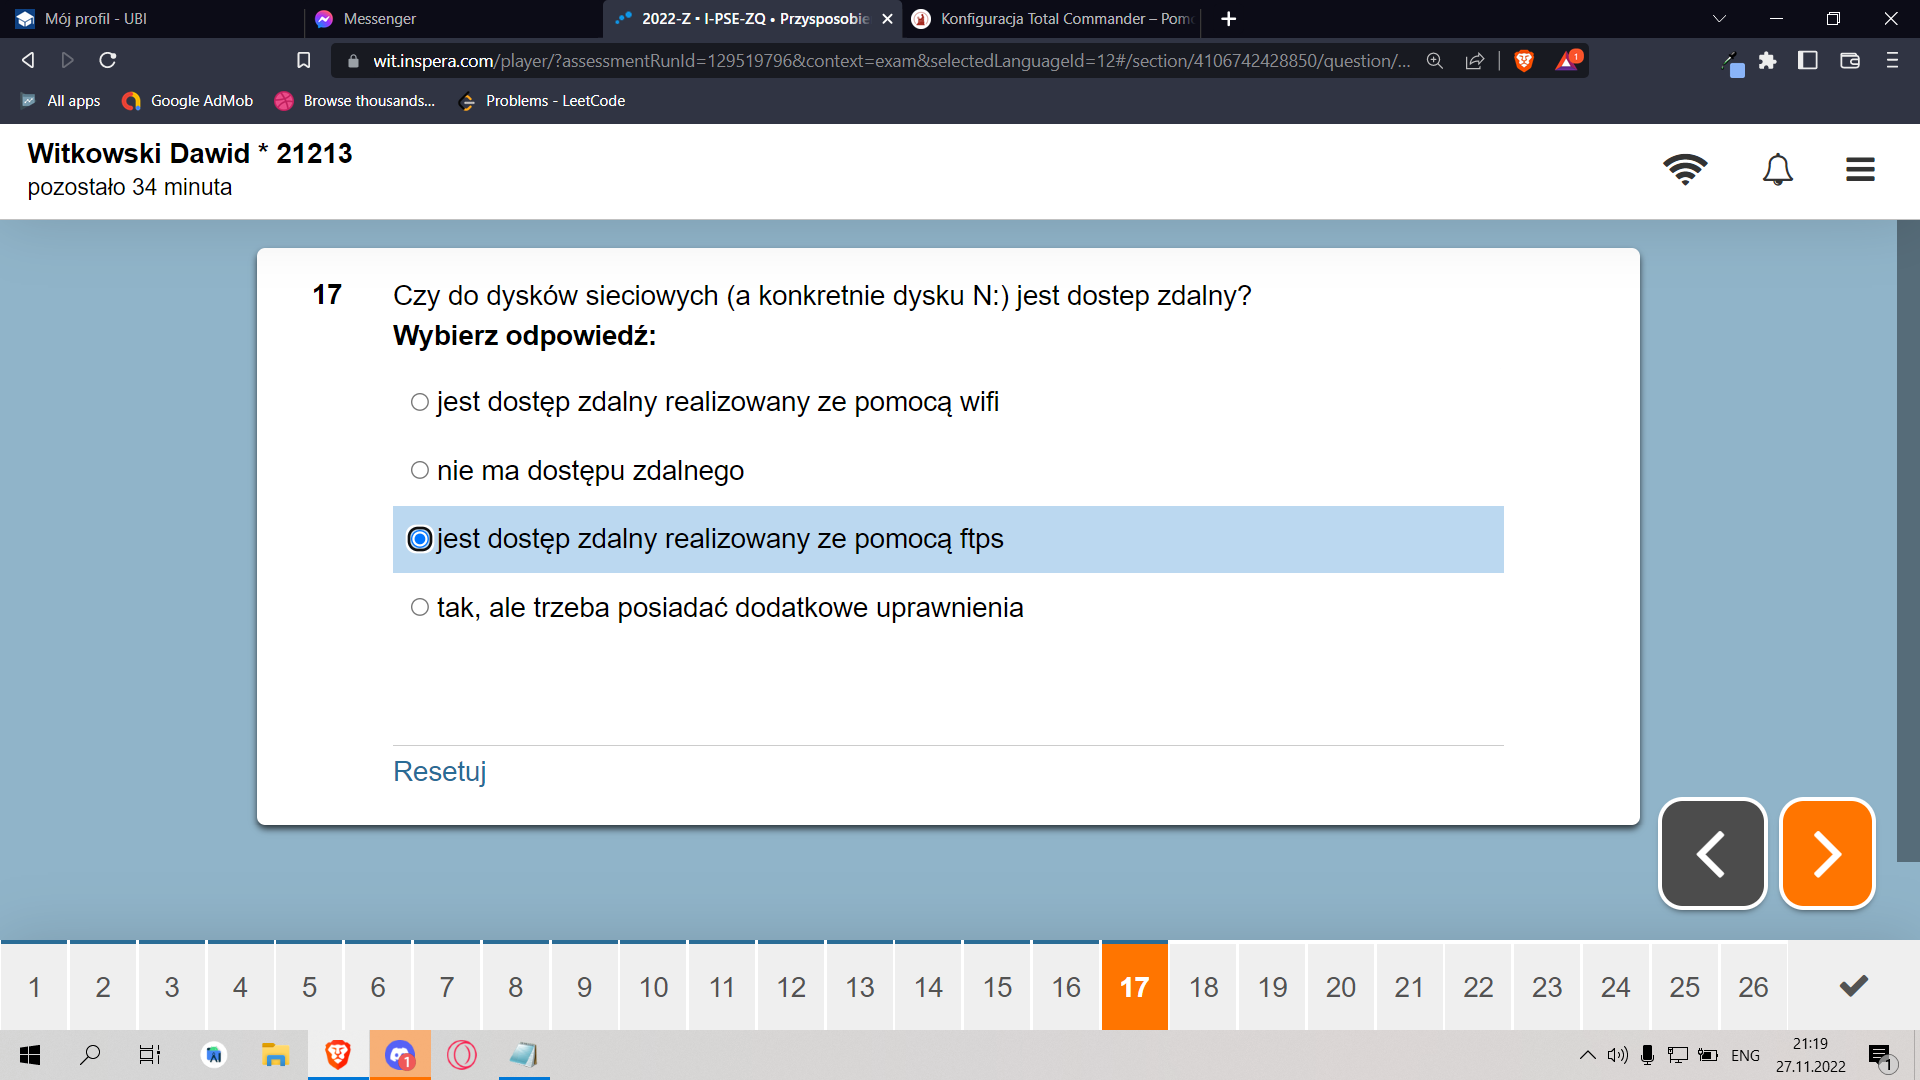 Mój profil - UBI
Messenger
2022-Z • I-PSE-ZQ • Przysposobie
Konfiguracja Total Commander – Pom
wit.inspera.com/player/?assessmentRunId=129519796&context=exam&selectedLanguageId=12#/section/4106742428850/question/...
1
All apps
Google AdMob
Browse thousands...
Problems - LeetCode
Witkowski Dawid * 21213
pozostało 34 minuta
17
Czy do dysków sieciowych (a konkretnie dysku N:) jest dostep zdalny?
Wybierz odpowiedź:
jest dostęp zdalny realizowany ze pomocą wifi
nie ma dostępu zdalnego
jest dostęp zdalny realizowany ze pomocą ftps
tak, ale trzeba posiadać dodatkowe uprawnienia
Resetuj
1 2 3 4 5 6 7 8 9 10 11 12 13 14 15 16 17 18 19 20 21 22 23 24 25 26
1
ENG
21:19
27.11.2022
1